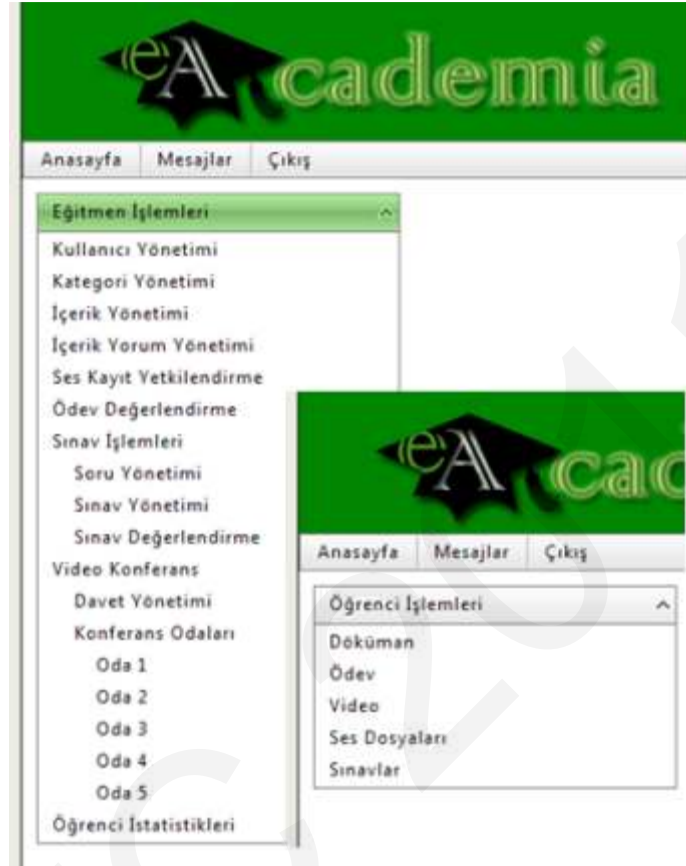 eAcademia
Anasayfa Mesajlar Çıkış
Eğitmen İşlemleri
Kullanıcı Yönetimi
Kategori Yönetimi
İçerik Yönetimi
İçerik Yorum Yönetimi
Ses Kayıt Yetkilendirme
Ödev Değerlendirme
Sınav İşlemleri
Soru Yönetimi
Sınav Yönetimi
Sınav Değerlendirme
Video Konferans
Davet Yönetimi
Konferans Odaları
Oda 1
Oda 2
Oda 3
Oda 4
Oda 5
Öğrenci İstatistikleri
eAcad
Anasayfa Mesajlar Çıkış
Öğrenci İşlemleri
Döküman
Ödev
Video
Ses Dosyaları
Sınavlar